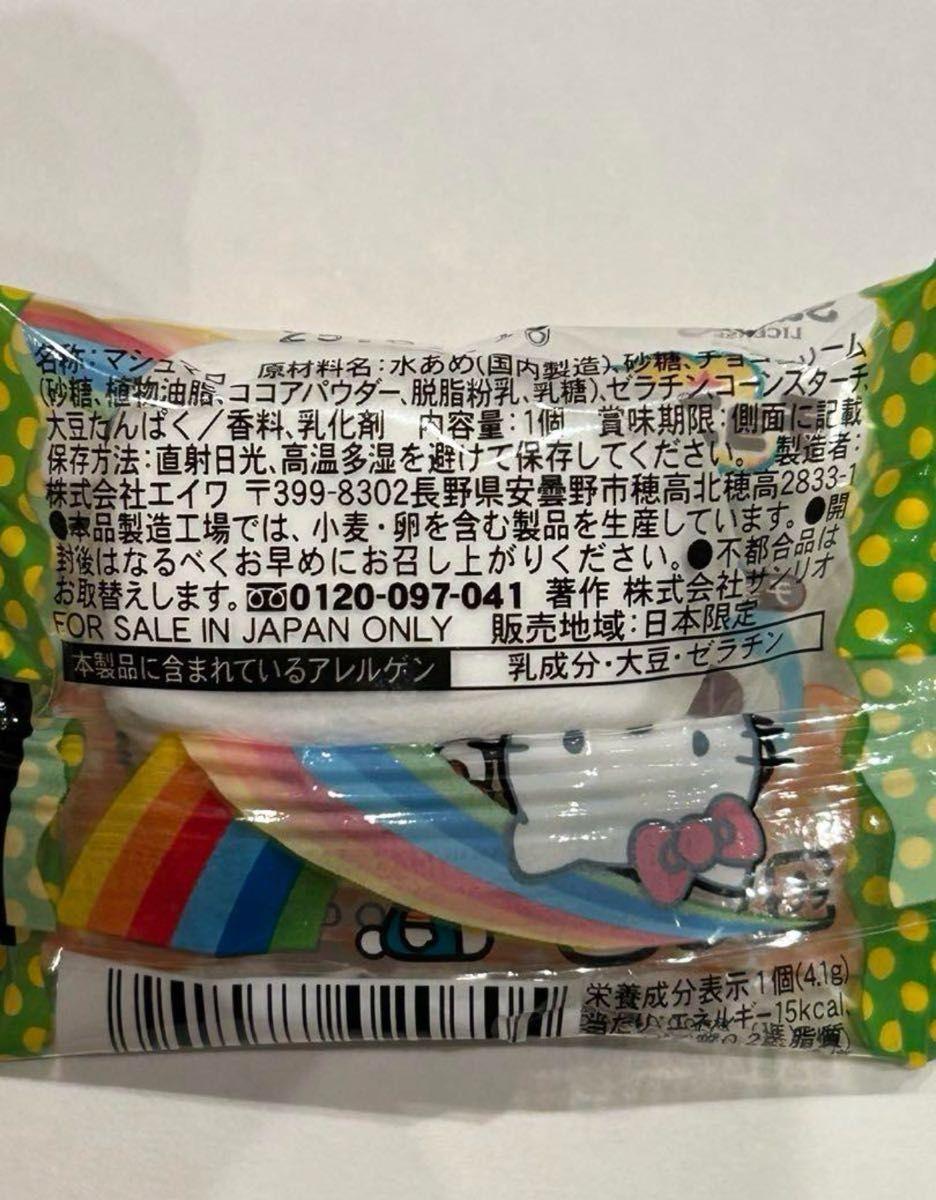 LICENSE
名称:マシュマロ 原材料名:水あめ(国内製造)、砂糖、チョ
(砂糖、植物油脂、ココアパウダー、脱脂粉乳、乳糖)、ゼラチン、コーンスターチ、
大豆たんぱく／香料、乳化剤 内容量:1個 賞味期限:側面に記載
保存方法:直射日光、高温多湿を避けて保存してください。 製造者:
株式会社エイワ 〒399-8302長野県安曇野市穂高北穂高2833-1
●本品製造工場では、小麦・卵を含む製品を生産しています。●開
封後はなるべくお早めにお召し上がりください。●不都合品は
お取替えします。0120-097-041 著作 株式会社サンリオ
FOR SALE IN JAPAN ONLY 販売地域:日本限定
本製品に含まれているアレルゲン 乳成分・大豆・ゼラチン
栄養成分表示1個(4.1g)
当たり エネルギー15kcal、
脂質